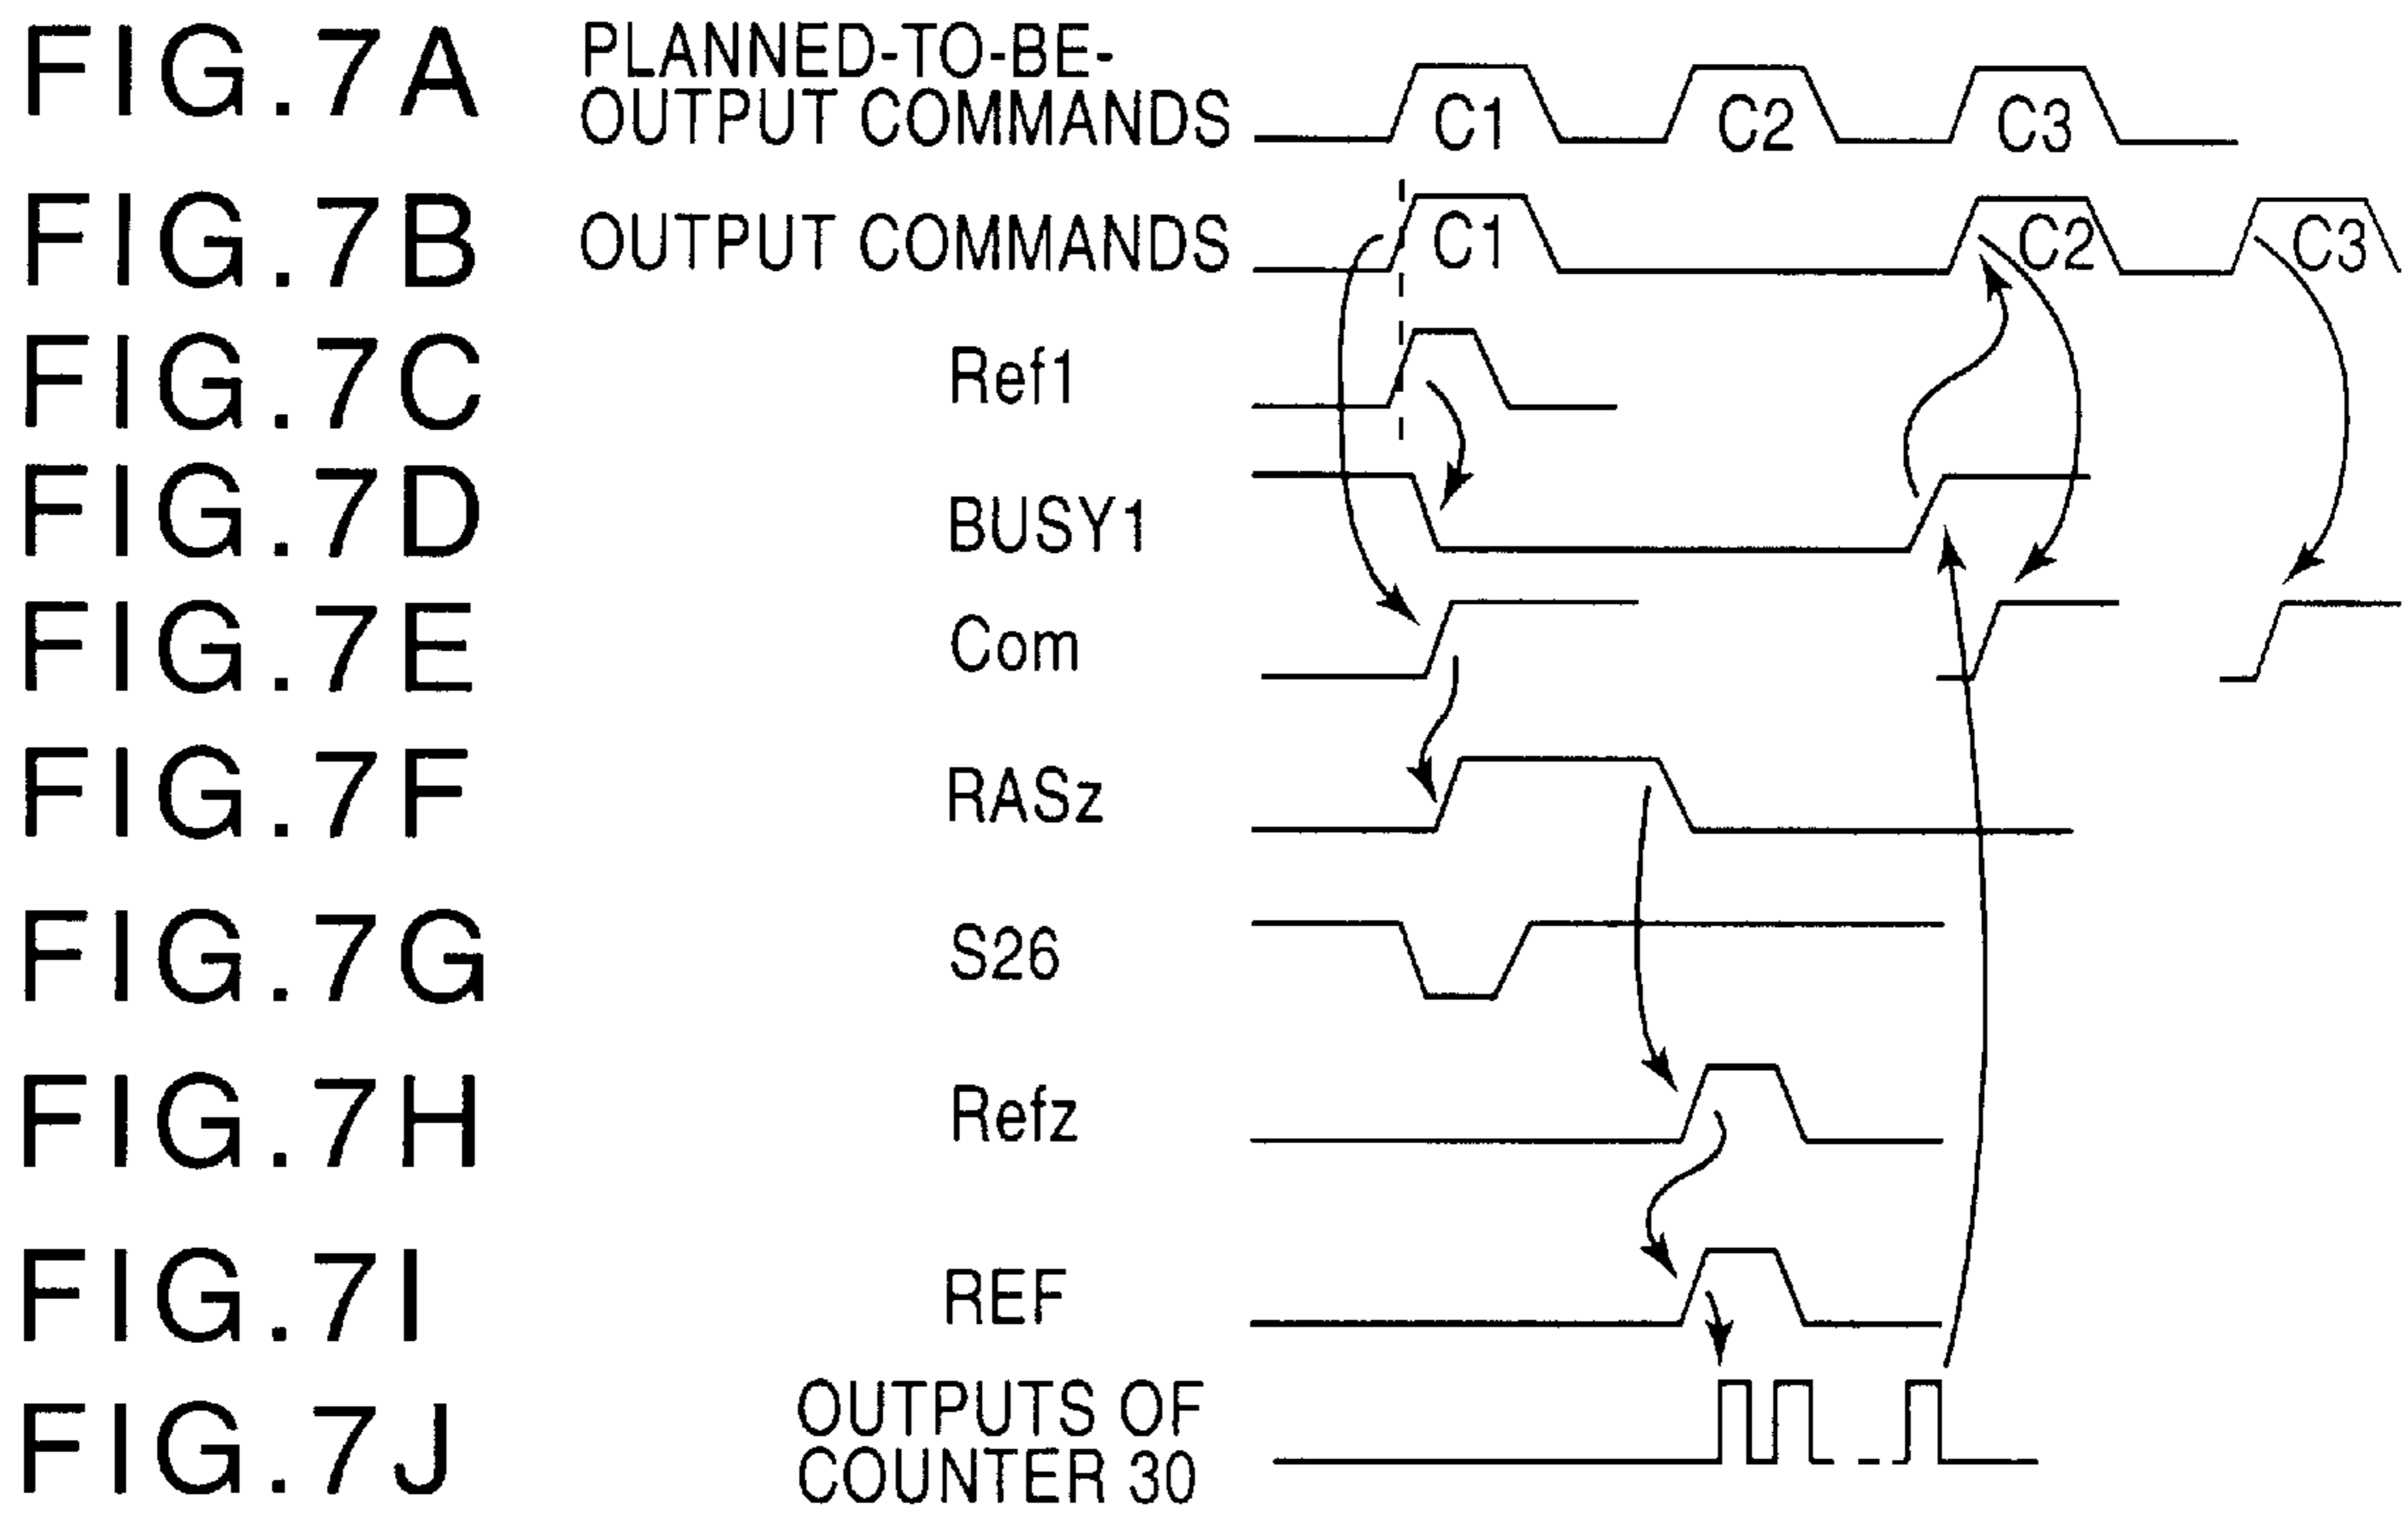 FIG.7A PLANNED-TO-BE-
OUTPUT COMMANDS C1 C2 C3
FIG.7B OUTPUT COMMANDS C1 C2 C3
FIG.7C Ref1
FIG.7D BUSY1
FIG.7E Com
FIG.7F RASz
FIG.7G S26
FIG.7H Refz
FIG.7I REF
FIG.7J OUTPUTS OF
COUNTER 30